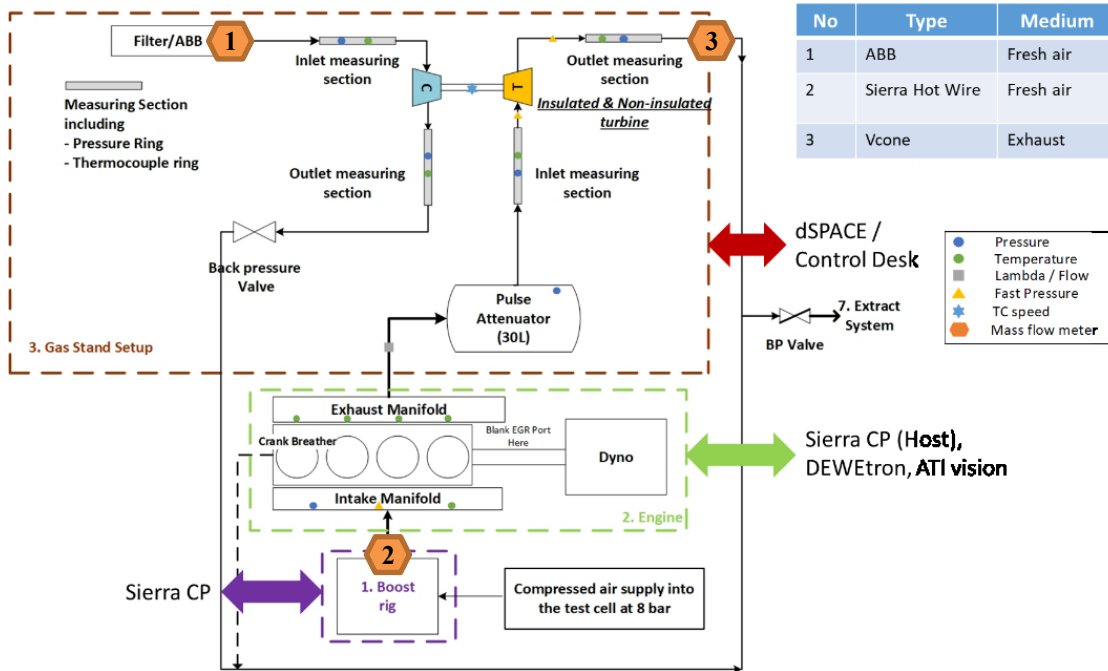 Filter/ABB
1
Inlet measuring
section
Outlet measuring
section
3
C
T
Insulated & Non-insulated
turbine
Measuring Section
including
- Pressure Ring
- Thermocouple ring
Outlet measuring
section
Inlet measuring
section
Back pressure
Valve
Pulse
Attenuator
(30L)
3. Gas Stand Setup
No Type Medium
1 ABB Fresh air
2 Sierra Hot Wire Fresh air
3 Vcone Exhaust
dSPACE /
Control Desk
Pressure
Temperature
Lambda / Flow
Fast Pressure
TC speed
Mass flow meter
7. Extract
System
BP Valve
Exhaust Manifold
Crank Breather
Blank EGR Port
Here
Dyno
Intake Manifold
2. Engine
Sierra CP (Host),
DEWEtron, ATI vision
2
Sierra CP
1. Boost
rig
Compressed air supply into
the test cell at 8 bar